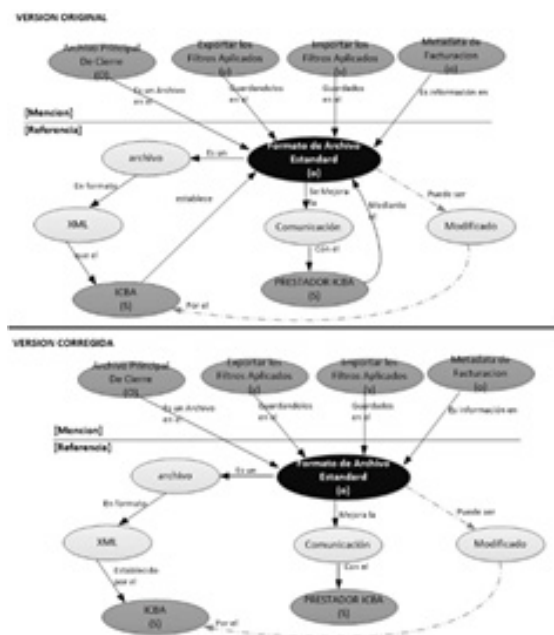 VERSION ORIGINAL
Archivo Principal
De Cierre
(O)
Exportar los
Filtros Aplicados
Importar los
Filtros Aplicados
Metadata de
Facturacion
Es un Archivo
en el
Guardandolos
en el
Guardados
en el
Es información en
[Mencion]
[Referencia]
Formato de Archivo
Estandard
archivo
Es un
Se Mejora
la
Puede ser
En formato
establece
Mediante
el
XML
Comunicación
Modificado
que el
Con el
ICBA
(S)
PRESTADOR ICBA
(S)
Por el
VERSION CORREGIDA
Archivo Principal
De Cierre
(O)
Exportar los
Filtros Aplicados
Importar los
Filtros Aplicados
Metadata de
Facturacion
Es un Archivo
en el
Guardandolos
en el
Guardados
en el
Es información en
[Mencion]
[Referencia]
Formato de Archivo
Estandard
archivo
Es un
Mejora la
Puede ser
En formato
XML
Comunicación
Modificado
Establecido
por el
Con el
ICBA
(S)
PRESTADOR ICBA
(S)
Por el